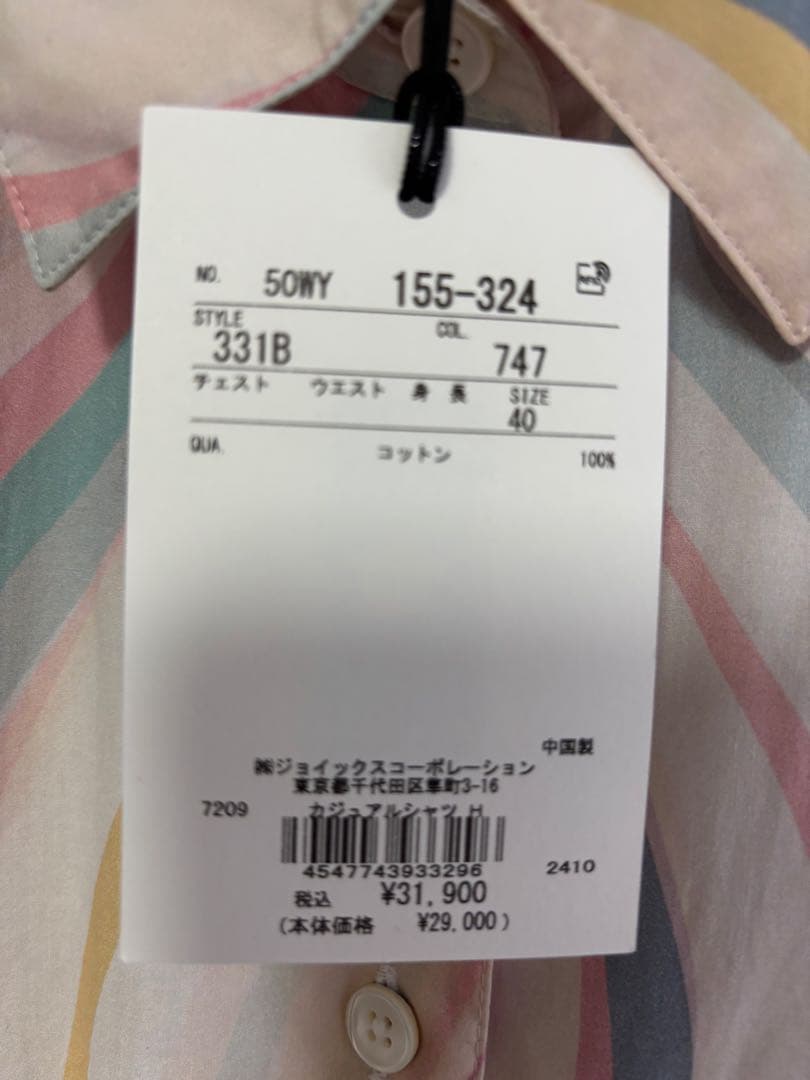 NO. 50WY 155-324
STYLE COL.
331B 747
チェスト ウエスト 身 長 SIZE
40
QUA. コットン 100%
中国製
㈱ジョイックスコーポレーション
東京都千代田区隼町3-16
7209 カジュアルシャツ H
4547743933296 2410
税込 ¥31,900
(本体価格 ¥29,000)